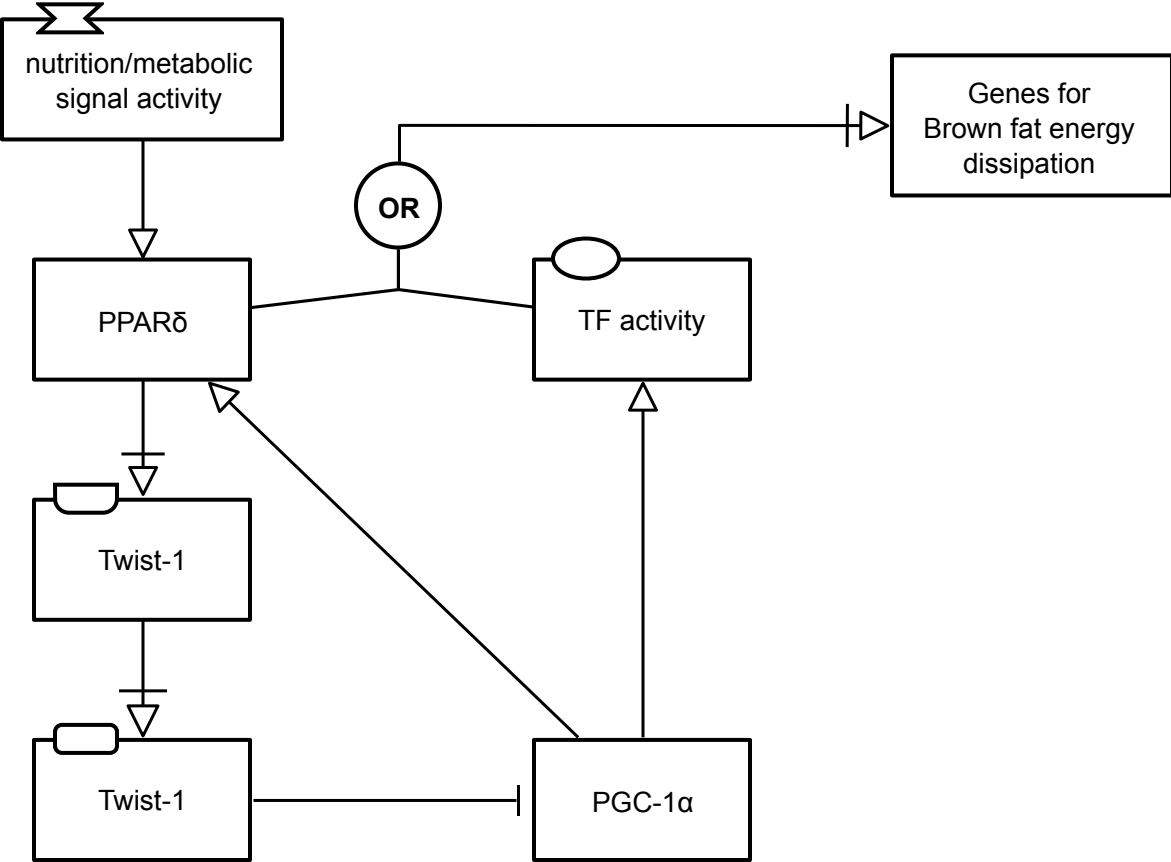 nutrition/metabolic
signal activity
Genes for
Brown fat energy
dissipation
OR
PPARδ
TF activity
Twist-1
Twist-1
PGC-1α